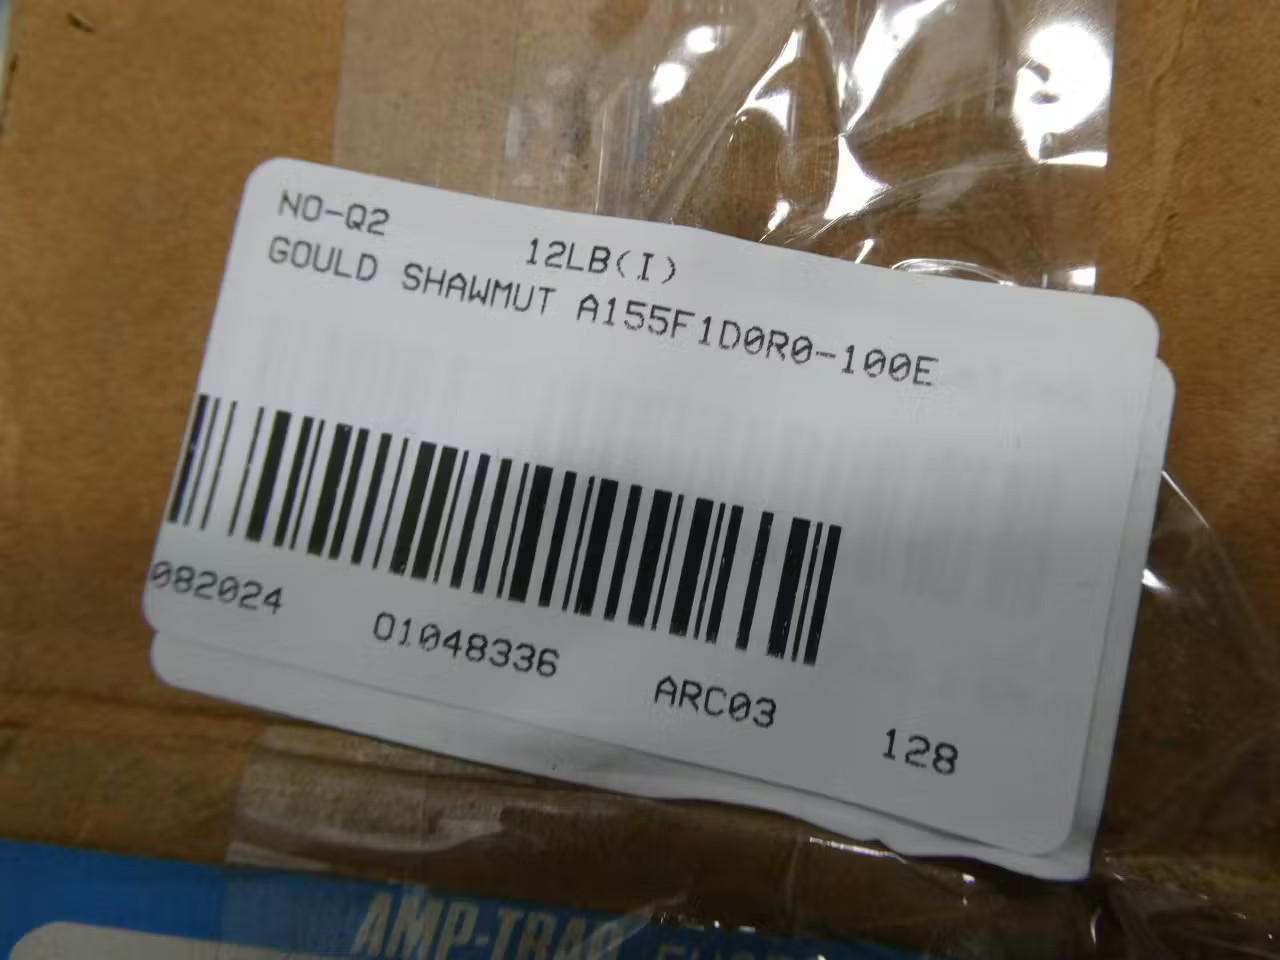 NO-Q2 12LB(I)
GOULD SHAWMUT A155F1D0R0-100E
082024 01048336 ARC03 128
AMP-TRAP